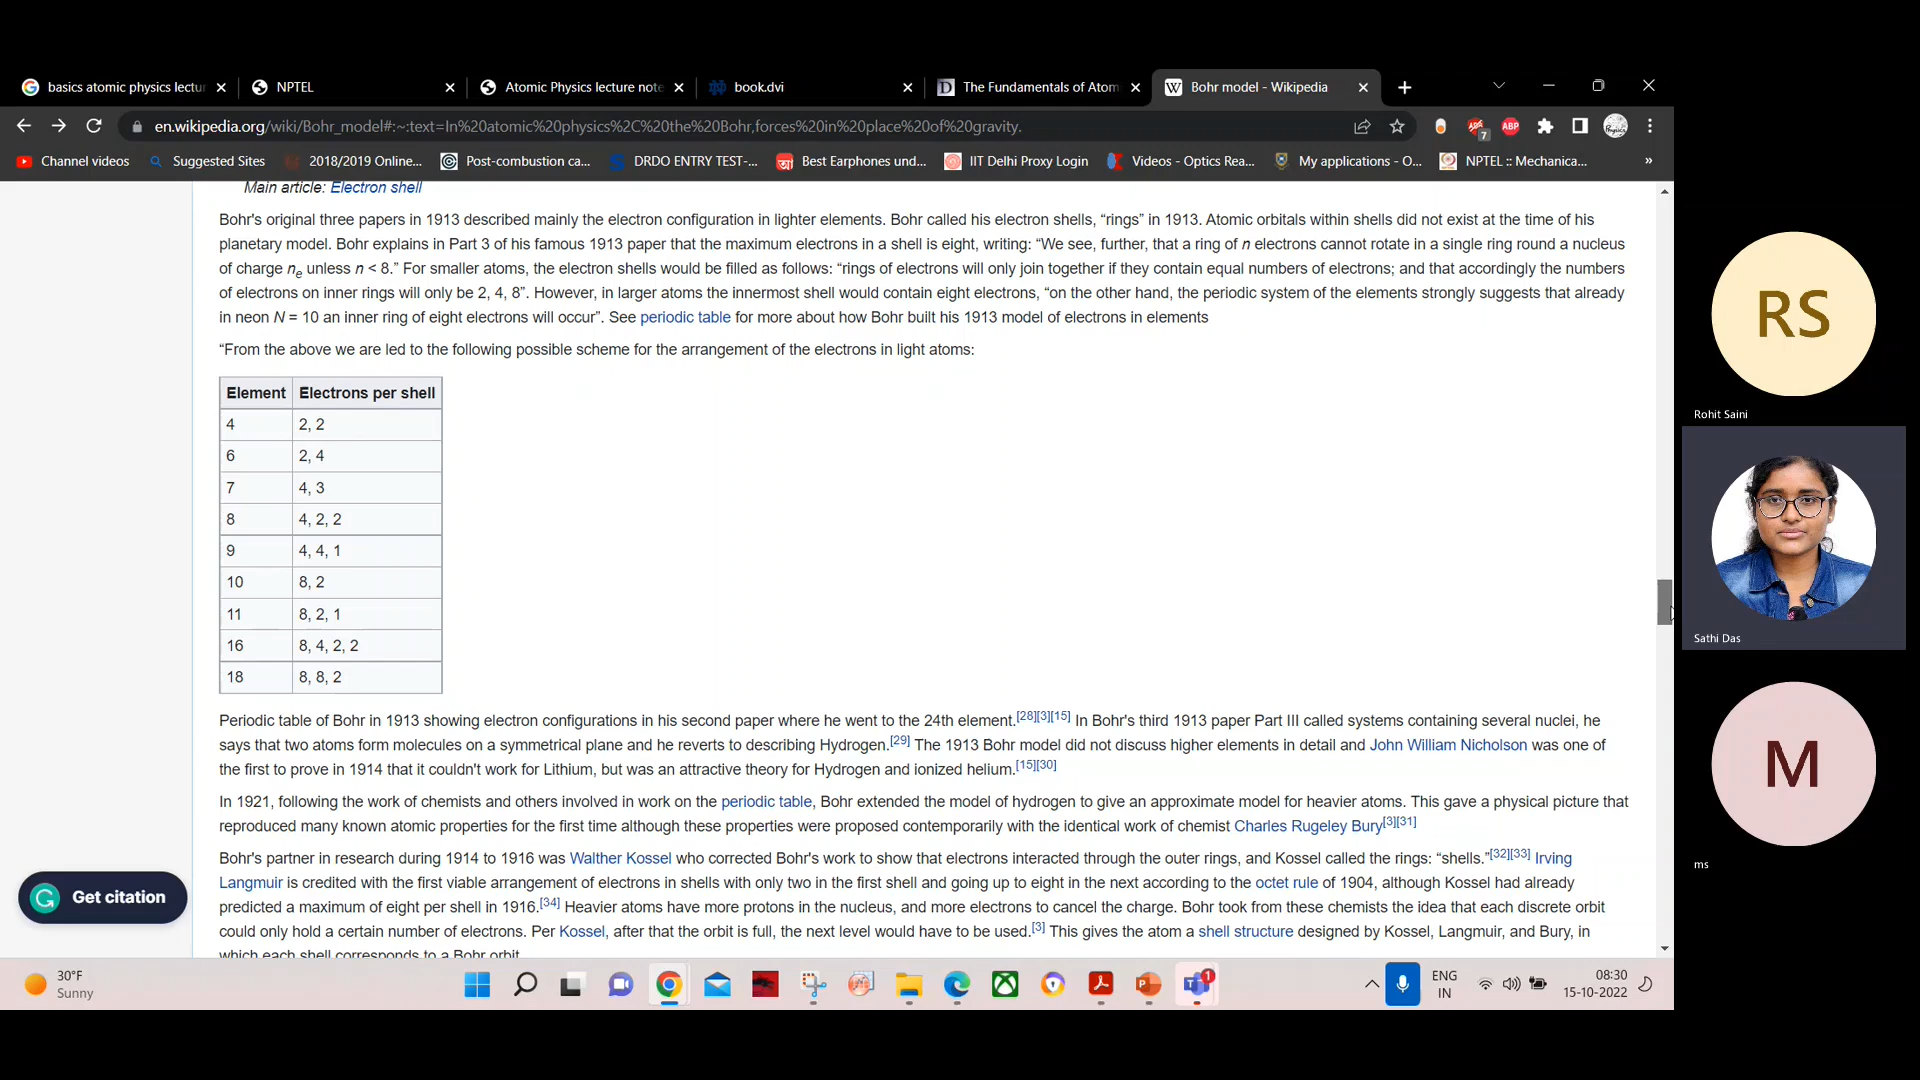 basics atomic physics lectur
NPTEL
Atomic Physics lecture note
book.dvi
The Fundamentals of Atom
Bohr model - Wikipedia
en.wikipedia.org/wiki/Bohr_model#:~:text=In%20atomic%20physics%2C%20the%20Bohr,forces%20in%20place%20of%20gravity.
7
ABP
Channel videos
Suggested Sites
2018/2019 Online...
Post-combustion ca...
DRDO ENTRY TEST-...
Best Earphones und...
IIT Delhi Proxy Login
Videos - Optics Rea...
My applications - O...
NPTEL :: Mechanica...
»
Main article: Electron shell
Bohr's original three papers in 1913 described mainly the electron configuration in lighter elements. Bohr called his electron shells, “rings” in 1913. Atomic orbitals within shells did not exist at the time of his
planetary model. Bohr explains in Part 3 of his famous 1913 paper that the maximum electrons in a shell is eight, writing: “We see, further, that a ring of n electrons cannot rotate in a single ring round a nucleus
of charge ne unless n < 8.” For smaller atoms, the electron shells would be filled as follows: “rings of electrons will only join together if they contain equal numbers of electrons; and that accordingly the numbers
of electrons on inner rings will only be 2, 4, 8”. However, in larger atoms the innermost shell would contain eight electrons, “on the other hand, the periodic system of the elements strongly suggests that already
in neon N = 10 an inner ring of eight electrons will occur”. See periodic table for more about how Bohr built his 1913 model of electrons in elements
“From the above we are led to the following possible scheme for the arrangement of the electrons in light atoms:
Element Electrons per shell
4 2, 2
6 2, 4
7 4, 3
8 4, 2, 2
9 4, 4, 1
10 8, 2
11 8, 2, 1
16 8, 4, 2, 2
18 8, 8, 2
Periodic table of Bohr in 1913 showing electron configurations in his second paper where he went to the 24th element.[28][3][15] In Bohr's third 1913 paper Part III called systems containing several nuclei, he
says that two atoms form molecules on a symmetrical plane and he reverts to describing Hydrogen.[29] The 1913 Bohr model did not discuss higher elements in detail and John William Nicholson was one of
the first to prove in 1914 that it couldn't work for Lithium, but was an attractive theory for Hydrogen and ionized helium.[15][30]
In 1921, following the work of chemists and others involved in work on the periodic table, Bohr extended the model of hydrogen to give an approximate model for heavier atoms. This gave a physical picture that
reproduced many known atomic properties for the first time although these properties were proposed contemporarily with the identical work of chemist Charles Rugeley Bury[3][31]
Bohr's partner in research during 1914 to 1916 was Walther Kossel who corrected Bohr's work to show that electrons interacted through the outer rings, and Kossel called the rings: “shells.”[32][33] Irving
Langmuir is credited with the first viable arrangement of electrons in shells with only two in the first shell and going up to eight in the next according to the octet rule of 1904, although Kossel had already
predicted a maximum of eight per shell in 1916.[34] Heavier atoms have more protons in the nucleus, and more electrons to cancel the charge. Bohr took from these chemists the idea that each discrete orbit
could only hold a certain number of electrons. Per Kossel, after that the orbit is full, the next level would have to be used.[3] This gives the atom a shell structure designed by Kossel, Langmuir, and Bury, in
which each shell corresponds to a Bohr orbit.
Get citation
RS
Rohit Saini
Sathi Das
M
ms
30°F
Sunny
1
ENG
IN
08:30
15-10-2022